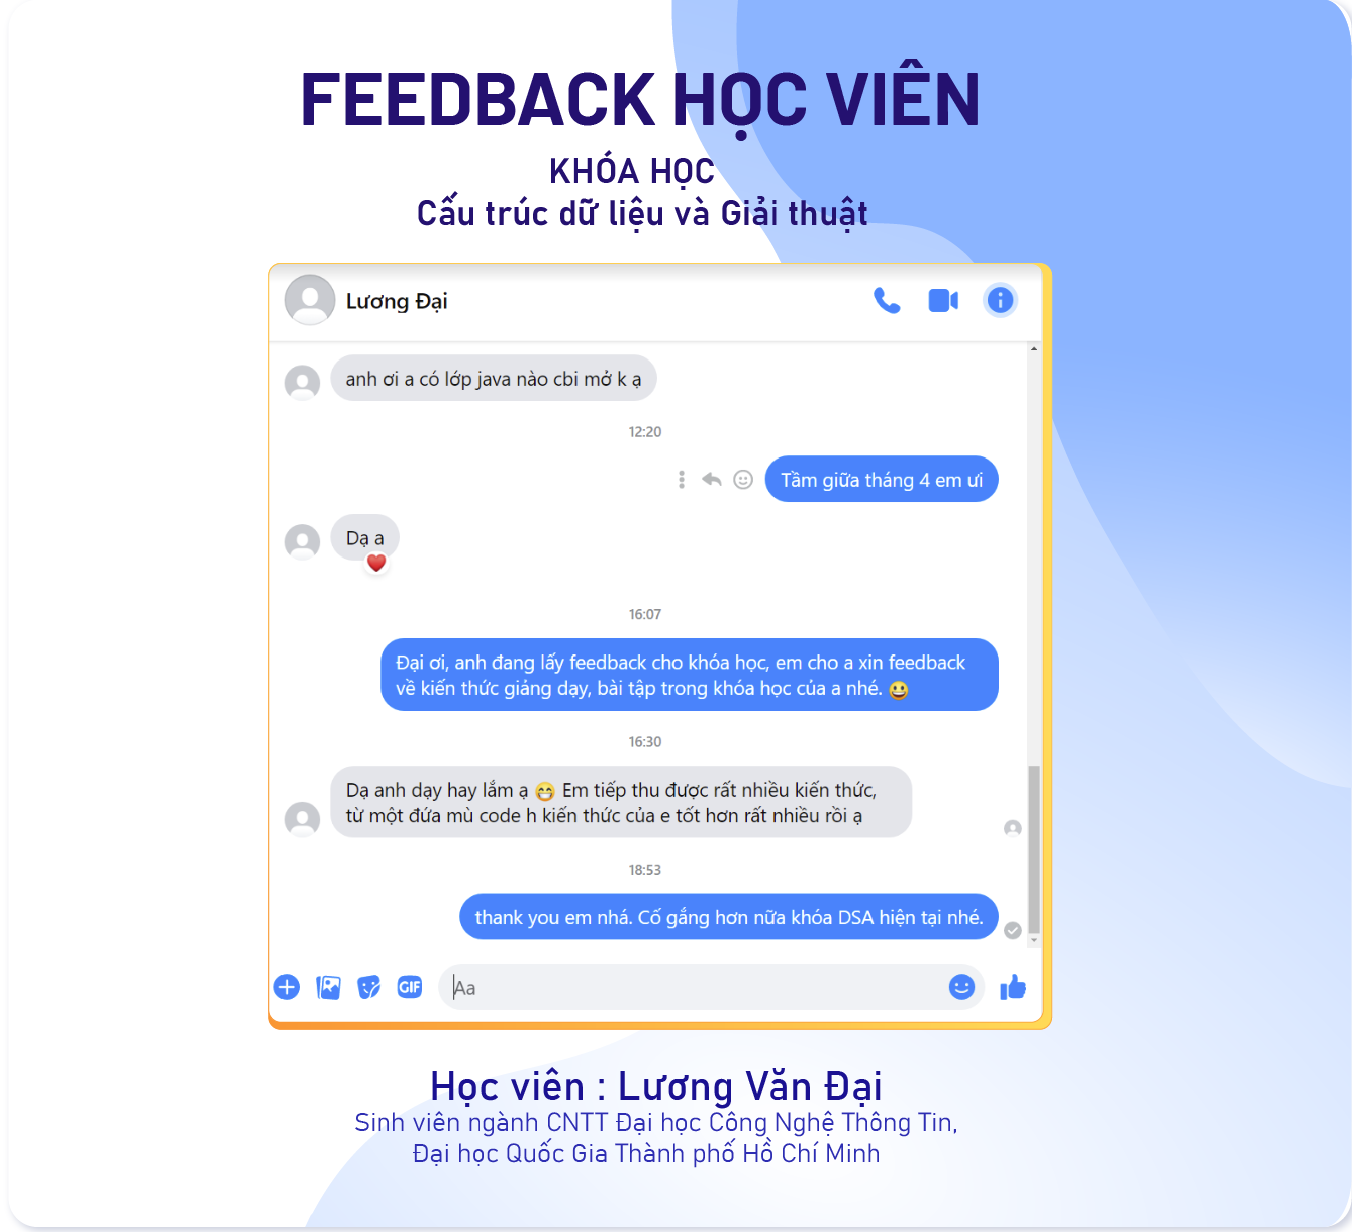 FEEDBACK HỌC VIÊN
KHÓA HỌC
Cấu trúc dữ liệu và Giải thuật
Lương Đại
anh ơi a có lớp java nào cbi mở k ạ
12:20
Tầm giữa tháng 4 em ưi
Dạ a
16:07
Đại ơi, anh đang lấy feedback cho khóa học, em cho a xin feedback
về kiến thức giảng dạy, bài tập trong khóa học của a nhé. 😃
16:30
Dạ anh dạy hay lắm ạ 😁 Em tiếp thu được rất nhiều kiến thức,
từ một đứa mù code h kiến thức của e tốt hơn rất nhiều rồi ạ
18:53
thank you em nhá. Cố gắng hơn nữa khóa DSA hiện tại nhé.
GIF
Aa
Học viên : Lương Văn Đại
Sinh viên ngành CNTT Đại học Công Nghệ Thông Tin,
Đại học Quốc Gia Thành phố Hồ Chí Minh